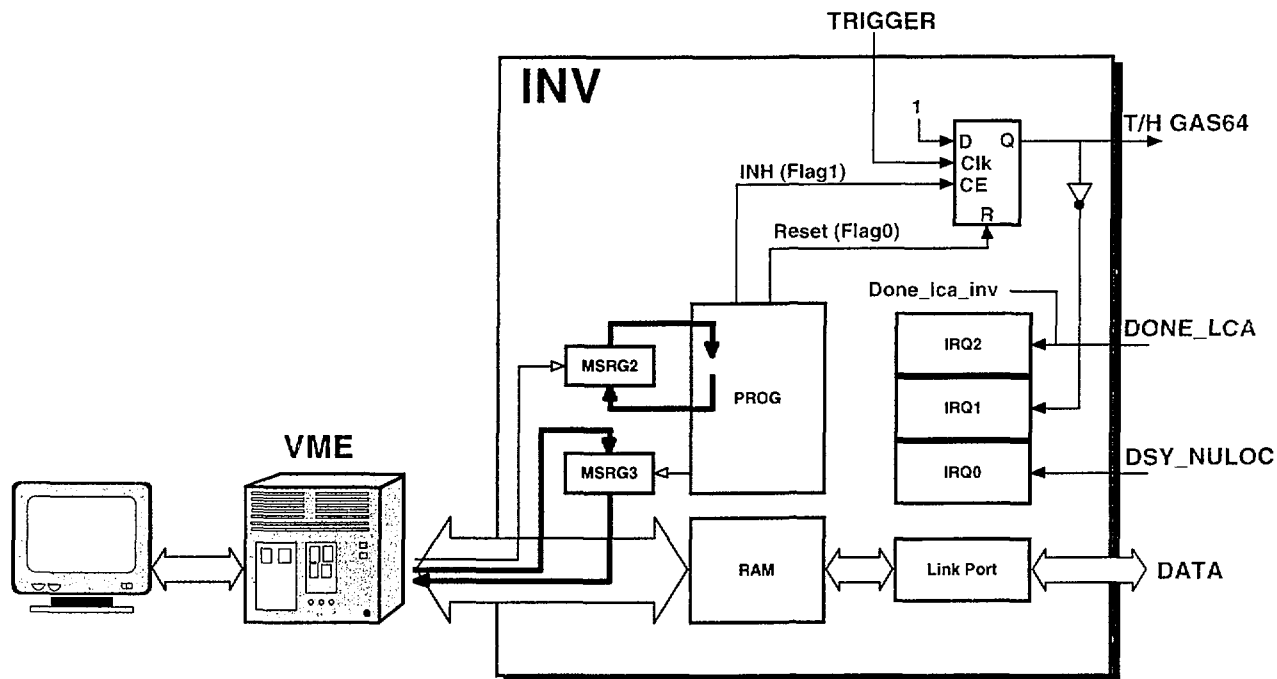 TRIGGER
INV
1
T/H GAS64
D Q
Clk
CE
R
INH (Flag1)
Reset (Flag0)
Done_lca_inv
DONE_LCA
IRQ2
MSRG2
PROG
IRQ1
VME
MSRG3
IRQ0
DSY_NULOC
RAM
Link Port
DATA